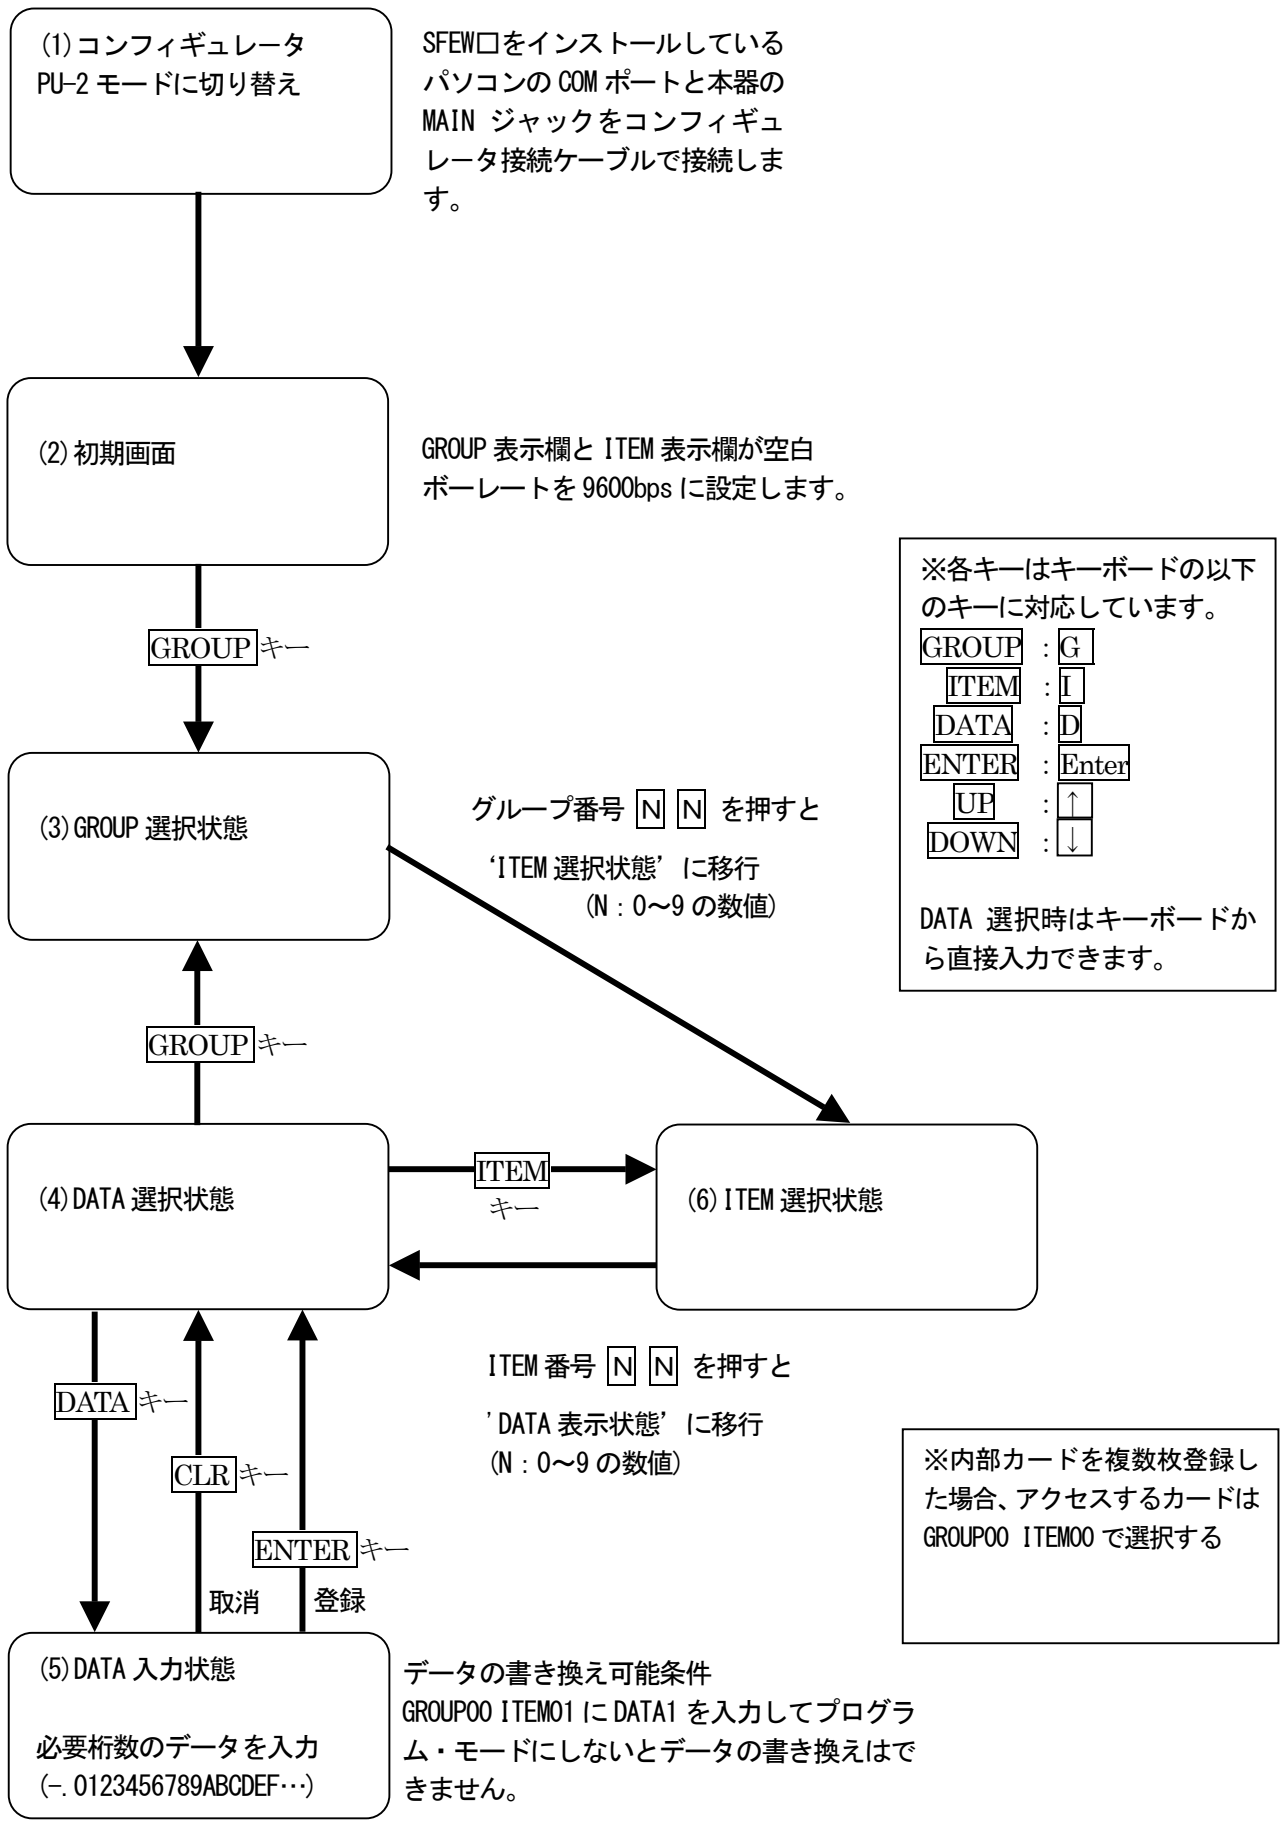 (1)コンフィギュレータ
PU-2モードに切り替え
SFEW□をインストールしている
パソコンの COM ポートと本器の
MAIN ジャックをコンフィギュ
レータ接続ケーブルで接続しま
す。
(2)初期画面
GROUP 表示欄と ITEM 表示欄が空白
ボーレートを 9600bps に設定します。
GROUP キー
※各キーはキーボードの以下
のキーに対応しています。
GROUP : G
ITEM : I
DATA : D
ENTER : Enter
UP : ↑
DOWN : ↓
DATA 選択時はキーボードか
ら直接入力できます。
(3)GROUP 選択状態
グループ番号 N N を押すと
‘ITEM 選択状態’ に移行
(N：0～9 の数値)
GROUP キー
(4)DATA 選択状態
ITEM
キー
(6)ITEM 選択状態
ITEM 番号 N N を押すと
'DATA 表示状態’ に移行
(N：0～9 の数値)
DATA キー
CLR キー
ENTER キー
取消
登録
※内部カードを複数枚登録し
た場合、アクセスするカードは
GROUP00 ITEM00 で選択する
(5)DATA 入力状態
必要桁数のデータを入力
(-.0123456789ABCDEF…)
データの書き換え可能条件
GROUP00 ITEM01 に DATA1 を入力してプログラ
ム・モードにしないとデータの書き換えはで
きません。